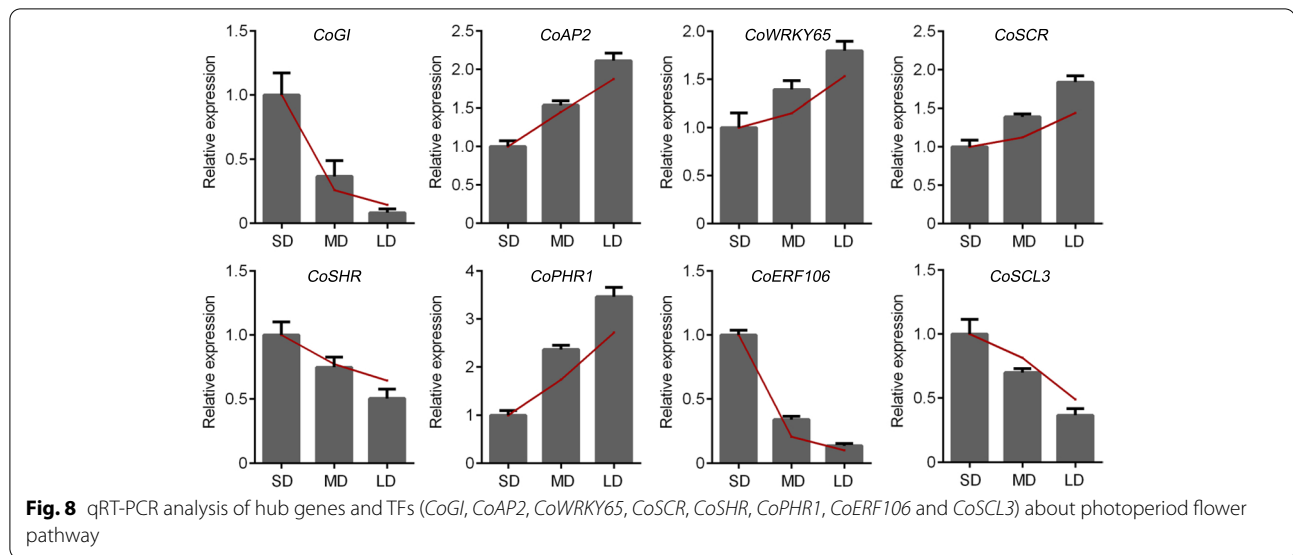 CoGI
Relative expression
1.5
1.0
0.5
0
SD MD LD
CoAP2
Relative expression
2.5
2.0
1.5
1.0
0.5
0
SD MD LD
CoWRKY65
Relative expression
2.0
1.5
1.0
0.5
0
SD MD LD
CoSCR
Relative expression
2.5
2.0
1.5
1.0
0.5
0
SD MD LD
CoSHR
Relative expression
1.5
1.0
0.5
0
SD MD LD
CoPHR1
Relative expression
4
3
2
1
0
SD MD LD
CoERF106
Relative expression
1.5
1.0
0.5
0
SD MD LD
CoSCL3
Relative expression
1.5
1.0
0.5
0
SD MD LD
Fig. 8 qRT-PCR analysis of hub genes and TFs (CoGI, CoAP2, CoWRKY65, CoSCR, CoSHR, CoPHR1, CoERF106 and CoSCL3) about photoperiod flower
pathway